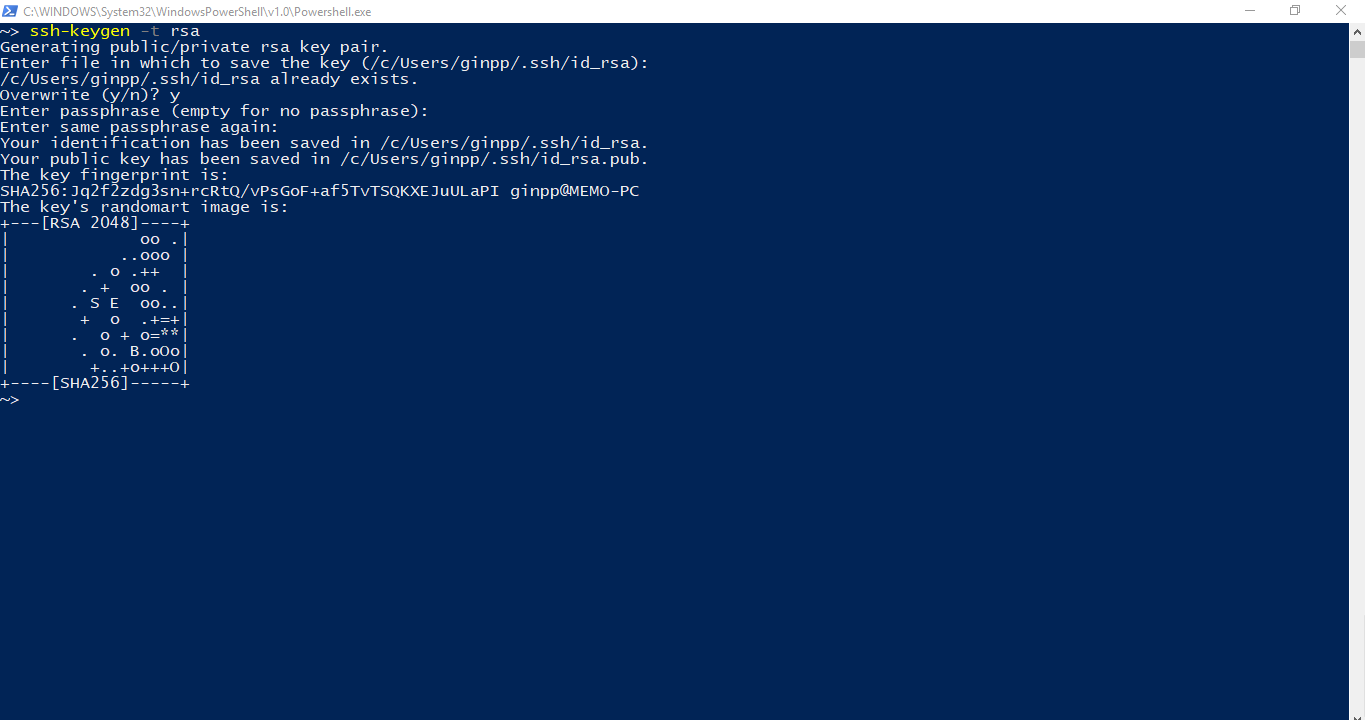 C:\WINDOWS\System32\WindowsPowerShell\v1.0\Powershell.exe
~> ssh-keygen -t rsa
Generating public/private rsa key pair.
Enter file in which to save the key (/c/Users/ginpp/.ssh/id_rsa):
/c/Users/ginpp/.ssh/id_rsa already exists.
Overwrite (y/n)? y
Enter passphrase (empty for no passphrase):
Enter same passphrase again:
Your identification has been saved in /c/Users/ginpp/.ssh/id_rsa.
Your public key has been saved in /c/Users/ginpp/.ssh/id_rsa.pub.
The key fingerprint is:
SHA256:Jq2f2zdg3sn+rcRtQ/vPsGoF+af5TvTSQKXEJuULaPI ginpp@MEMO-PC
The key's randomart image is:
+---[RSA 2048]----+
|             oo .|
|           ..ooo |
|        . o .++  |
|       . +  oo . |
|      . S E  oo..|
|       +  o  .+=+|
|      .  o + o=**|
|       . o. B.oOo|
|        +..+o+++O|
+----[SHA256]-----+
~>